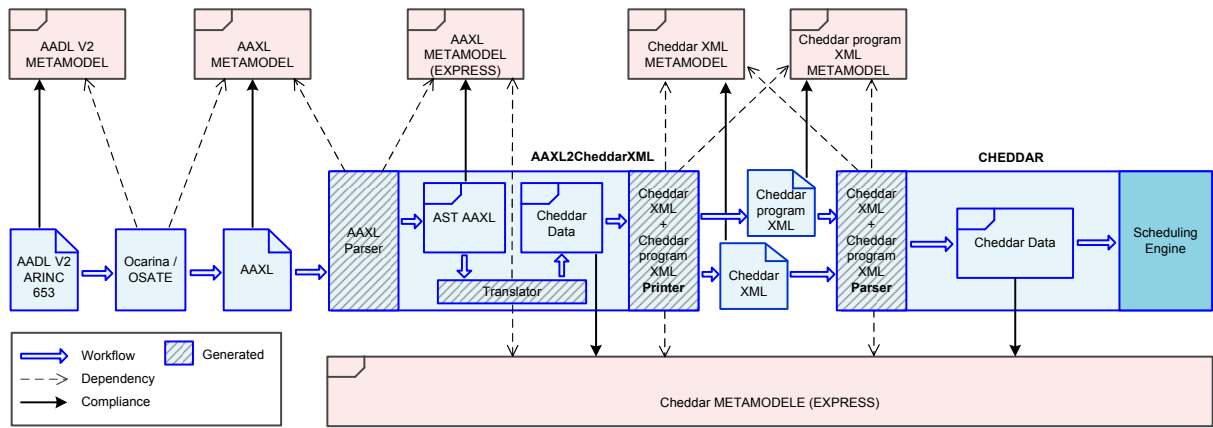 AADL V2
METAMODEL
AAXL
METAMODEL
AAXL
METAMODEL
(EXPRESS)
Cheddar XML
METAMODEL
Cheddar program
XML
METAMODEL
AAXL2CheddarXML
CHEDDAR
AADL V2
ARINC
653
Ocarina /
OSATE
AAXL
AAXL
Parser
AST AAXL
Cheddar
Data
Translator
Cheddar
XML
+
Cheddar
program
XML
Printer
Cheddar
program
XML
Cheddar
XML
Cheddar
XML
+
Cheddar
program
XML
Parser
Cheddar Data
Scheduling
Engine
Workflow
Generated
Dependency
Compliance
Cheddar METAMODELE (EXPRESS)